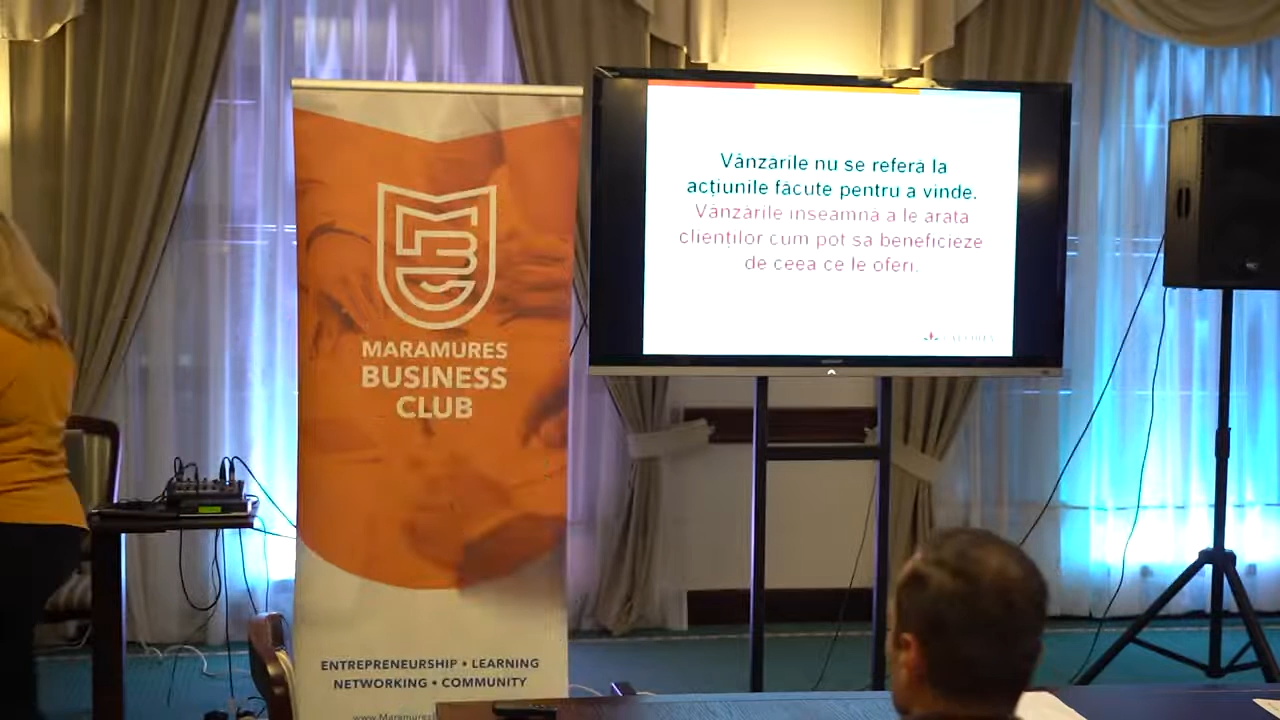 MARAMURES
BUSINESS
CLUB
ENTREPRENEURSHIP • LEARNING
NETWORKING • COMMUNITY
Vânzările nu se referă la
acțiunile făcute pentru a vinde.
Vânzările înseamnă a le arăta
clienților cum pot să beneficieze
de ceea ce le oferi.